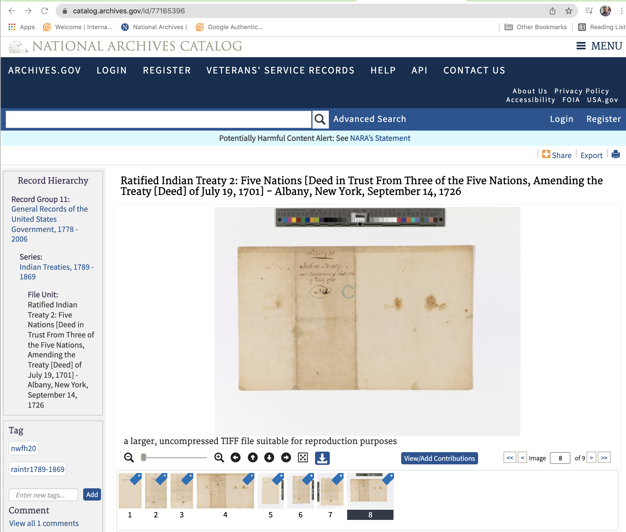 catalog.archives.gov/id/77165396
Apps Welcome | Interna... National Archives | Google Authentic... Other Bookmarks Reading List
NATIONAL ARCHIVES CATALOG
MENU
ARCHIVES.GOV LOGIN REGISTER VETERANS' SERVICE RECORDS HELP API CONTACT US
About Us Privacy Policy
Accessibility FOIA USA.gov
Advanced Search Login Register
Potentially Harmful Content Alert: See NARA's Statement
Share Export
Record Hierarchy
Record Group 11:
General Records of the
United States
Government, 1778 -
2006
Series:
Indian Treaties, 1789 -
1869
File Unit:
Ratified Indian
Treaty 2: Five
Nations [Deed in
Trust From Three of
the Five Nations,
Amending the
Treaty [Deed] of
July 19, 1701] -
Albany, New York,
September 14,
1726
Tag
nwfh20
raintr1789-1869
Enter new tags... Add
Comment
View all 1 comments
Ratified Indian Treaty 2: Five Nations [Deed in Trust From Three of the Five Nations, Amending the
Treaty [Deed] of July 19, 1701] - Albany, New York, September 14, 1726
a larger, uncompressed TIFF file suitable for reproduction purposes
View/Add Contributions
<< < Image 8 of 9 > >>
1 2 3 4 5 6 7 8